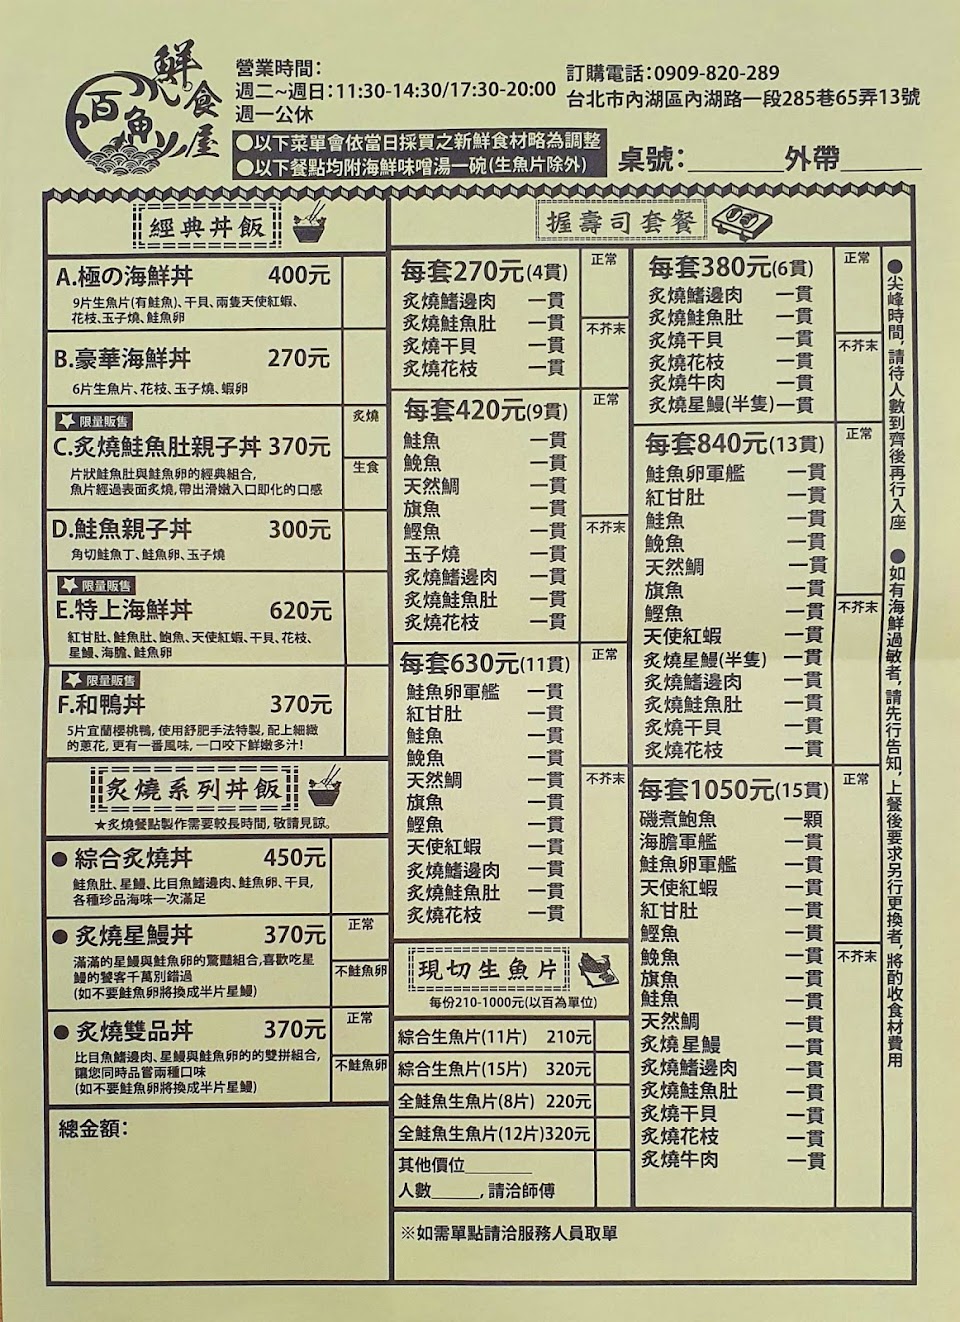 百魚鮮食屋
營業時間：
週二~週日：11:30-14:30/17:30-20:00
週一公休
●以下菜單會依當日採買之新鮮食材略為調整
●以下餐點均附海鮮味噌湯一碗(生魚片除外)
訂購電話：0909-820-289
台北市內湖區內湖路一段285巷65弄13號
桌號：______外帶______
經典丼飯
A.極の海鮮丼 400元
9片生魚片(有鮭魚)、干貝、兩隻天使紅蝦、
花枝、玉子燒、鮭魚卵
B.豪華海鮮丼 270元
6片生魚片、花枝、玉子燒、蝦卵
限量販售
C.炙燒鮭魚肚親子丼 370元
片狀鮭魚肚與鮭魚卵的經典組合,
魚片經過表面炙燒,帶出滑嫩入口即化的口感
炙燒
生食
D.鮭魚親子丼 300元
角切鮭魚丁、鮭魚卵、玉子燒
限量販售
E.特上海鮮丼 620元
紅甘肚、鮭魚肚、鮑魚、天使紅蝦、干貝、花枝、
星鰻、海膽、鮭魚卵
限量販售
F.和鴨丼 370元
5片宜蘭櫻桃鴨, 使用舒肥手法特製, 配上細緻
的蔥花, 更有一番風味, 一口咬下鮮嫩多汁!
炙燒系列丼飯
★炙燒餐點製作需要較長時間, 敬請見諒。
● 綜合炙燒丼 450元
鮭魚肚、星鰻、比目魚鰭邊肉、鮭魚卵、干貝,
各種珍品海味一次滿足
● 炙燒星鰻丼 370元
滿滿的星鰻與鮭魚卵的驚豔組合,喜歡吃星
鰻的饕客千萬別錯過
(如不要鮭魚卵將換成半片星鰻)
正常
不鮭魚卵
● 炙燒雙品丼 370元
比目魚鰭邊肉、星鰻與鮭魚卵的的雙拼組合,
讓您同時品嘗兩種口味
(如不要鮭魚卵將換成半片星鰻)
正常
不鮭魚卵
總金額：
握壽司套餐
每套270元(4貫)
炙燒鰭邊肉 一貫
炙燒鮭魚肚 一貫
炙燒干貝 一貫
炙燒花枝 一貫
正常
不芥末
每套420元(9貫)
鮭魚 一貫
鮸魚 一貫
天然鯛 一貫
旗魚 一貫
鰹魚 一貫
玉子燒 一貫
炙燒鰭邊肉 一貫
炙燒鮭魚肚 一貫
炙燒花枝 一貫
正常
不芥末
每套630元(11貫)
鮭魚卵軍艦 一貫
紅甘肚 一貫
鮭魚 一貫
鮸魚 一貫
天然鯛 一貫
旗魚 一貫
鰹魚 一貫
天使紅蝦 一貫
炙燒鰭邊肉 一貫
炙燒鮭魚肚 一貫
炙燒花枝 一貫
正常
不芥末
現切生魚片
每份210-1000元(以百為單位)
綜合生魚片(11片) 210元
綜合生魚片(15片) 320元
全鮭魚生魚片(8片) 220元
全鮭魚生魚片(12片)320元
其他價位______
人數_____, 請洽師傅
每套380元(6貫)
炙燒鰭邊肉 一貫
炙燒鮭魚肚 一貫
炙燒干貝 一貫
炙燒花枝 一貫
炙燒牛肉 一貫
炙燒星鰻(半隻) 一貫
正常
不芥末
每套840元(13貫)
鮭魚卵軍艦 一貫
紅甘肚 一貫
鮭魚 一貫
鮸魚 一貫
天然鯛 一貫
旗魚 一貫
鰹魚 一貫
天使紅蝦 一貫
炙燒星鰻(半隻) 一貫
炙燒鰭邊肉 一貫
炙燒鮭魚肚 一貫
炙燒干貝 一貫
炙燒花枝 一貫
正常
不芥末
每套1050元(15貫)
磯煮鮑魚 一顆
海膽軍艦 一貫
鮭魚卵軍艦 一貫
天使紅蝦 一貫
紅甘肚 一貫
鰹魚 一貫
鮸魚 一貫
旗魚 一貫
鮭魚 一貫
天然鯛 一貫
炙燒星鰻 一貫
炙燒鰭邊肉 一貫
炙燒鮭魚肚 一貫
炙燒干貝 一貫
炙燒花枝 一貫
炙燒牛肉 一貫
正常
不芥末
●尖峰時間，請待人數到齊後再行入座
●如有海鮮過敏者，請先行告知，上餐後要求另行更換者，將酌收食材費用
※如需單點請洽服務人員取單